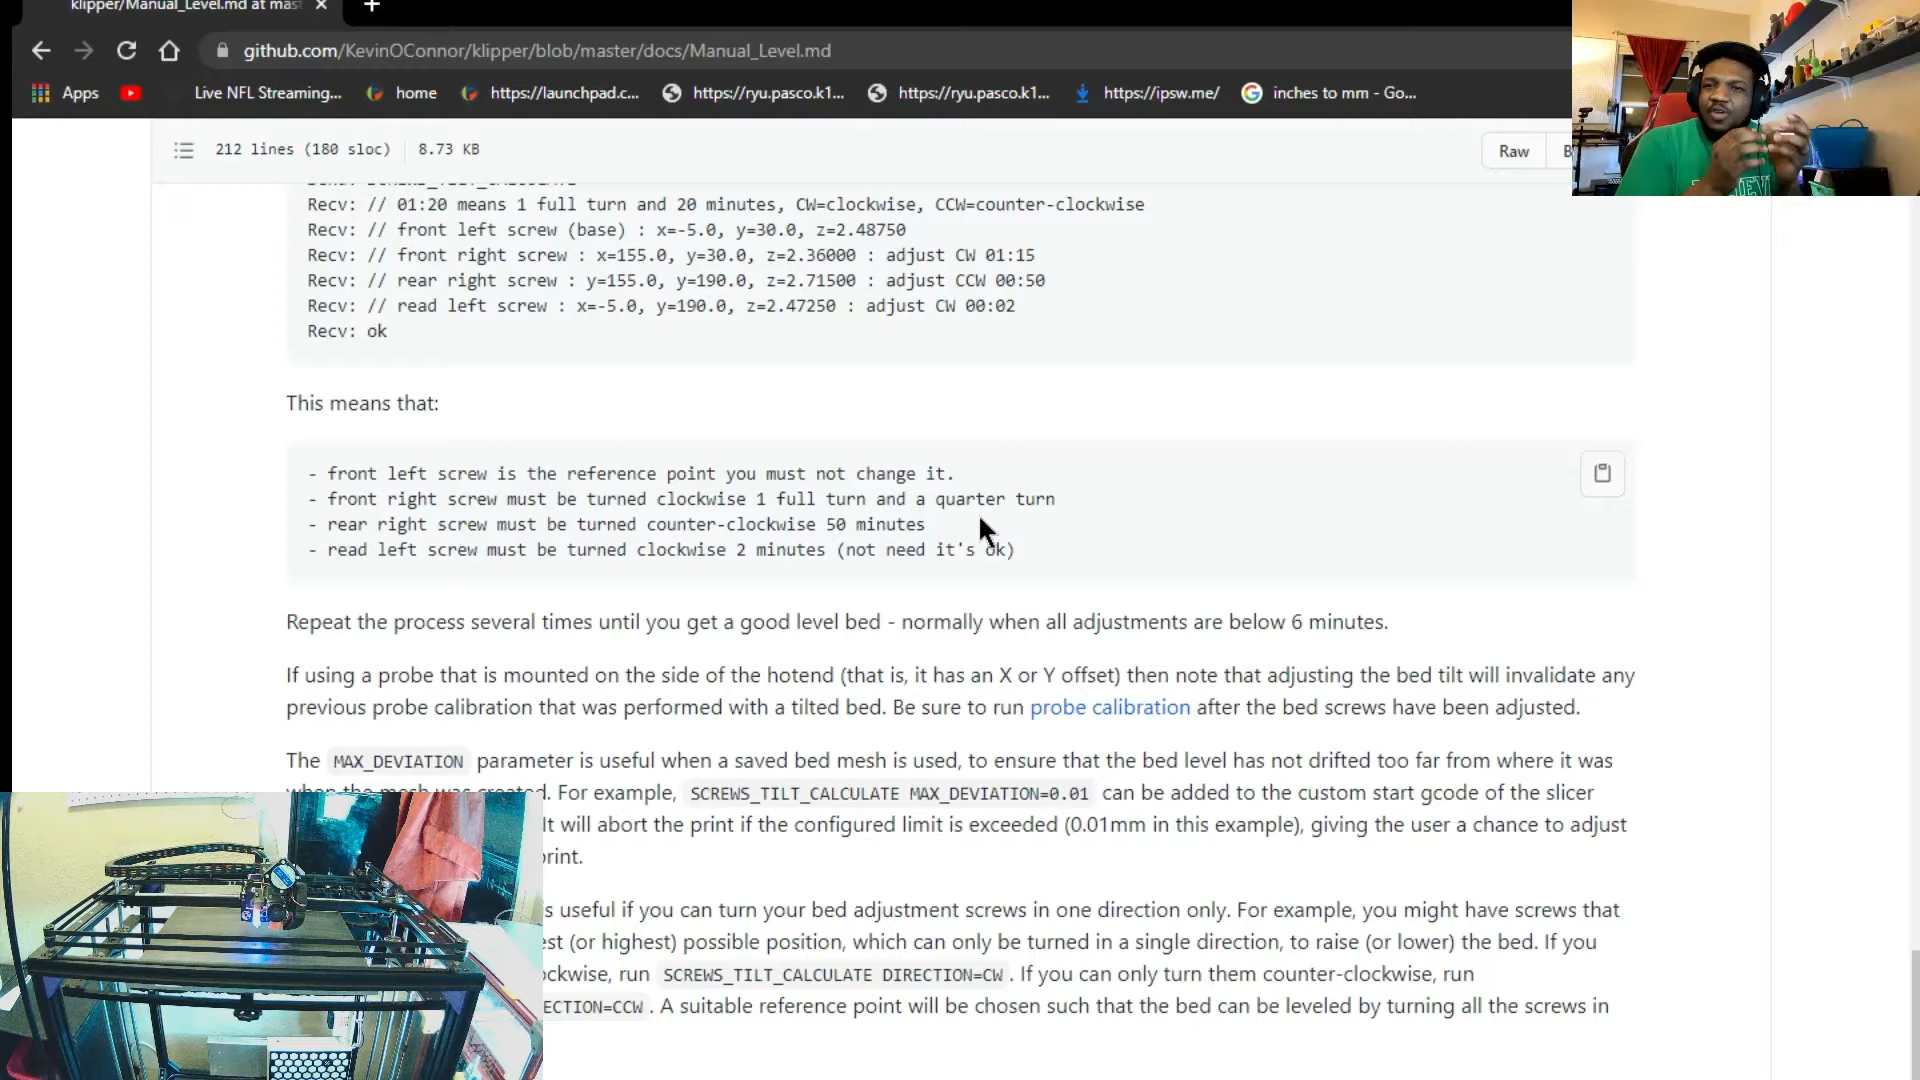 klipper/Manual_Level.md at mast
github.com/KevinOConnor/klipper/blob/master/docs/Manual_Level.md
Apps
Live NFL Streaming...
home
https://launchpad.c...
https://ryu.pasco.k1...
https://ryu.pasco.k1...
https://ipsw.me/
inches to mm - Go...
212 lines (180 sloc)
8.73 KB
Raw
Recv: // 01:20 means 1 full turn and 20 minutes, CW=clockwise, CCW=counter-clockwise
Recv: // front left screw (base) : x=-5.0, y=30.0, z=2.48750
Recv: // front right screw : x=155.0, y=30.0, z=2.36000 : adjust CW 01:15
Recv: // rear right screw : y=155.0, y=190.0, z=2.71500 : adjust CCW 00:50
Recv: // read left screw : x=-5.0, y=190.0, z=2.47250 : adjust CW 00:02
Recv: ok
This means that:
- front left screw is the reference point you must not change it.
- front right screw must be turned clockwise 1 full turn and a quarter turn
- rear right screw must be turned counter-clockwise 50 minutes
- read left screw must be turned clockwise 2 minutes (not need it's ok)
Repeat the process several times until you get a good level bed - normally when all adjustments are below 6 minutes.
If using a probe that is mounted on the side of the hotend (that is, it has an X or Y offset) then note that adjusting the bed tilt will invalidate any
previous probe calibration that was performed with a tilted bed. Be sure to run probe calibration after the bed screws have been adjusted.
The MAX_DEVIATION parameter is useful when a saved bed mesh is used, to ensure that the bed level has not drifted too far from where it was
For example, SCREWS_TILT_CALCULATE MAX_DEVIATION=0.01 can be added to the custom start gcode of the slicer
It will abort the print if the configured limit is exceeded (0.01mm in this example), giving the user a chance to adjust
print.
s useful if you can turn your bed adjustment screws in one direction only. For example, you might have screws that
est (or highest) possible position, which can only be turned in a single direction, to raise (or lower) the bed. If you
ockwise, run SCREWS_TILT_CALCULATE DIRECTION=CW. If you can only turn them counter-clockwise, run
ECTION=CCW. A suitable reference point will be chosen such that the bed can be leveled by turning all the screws in